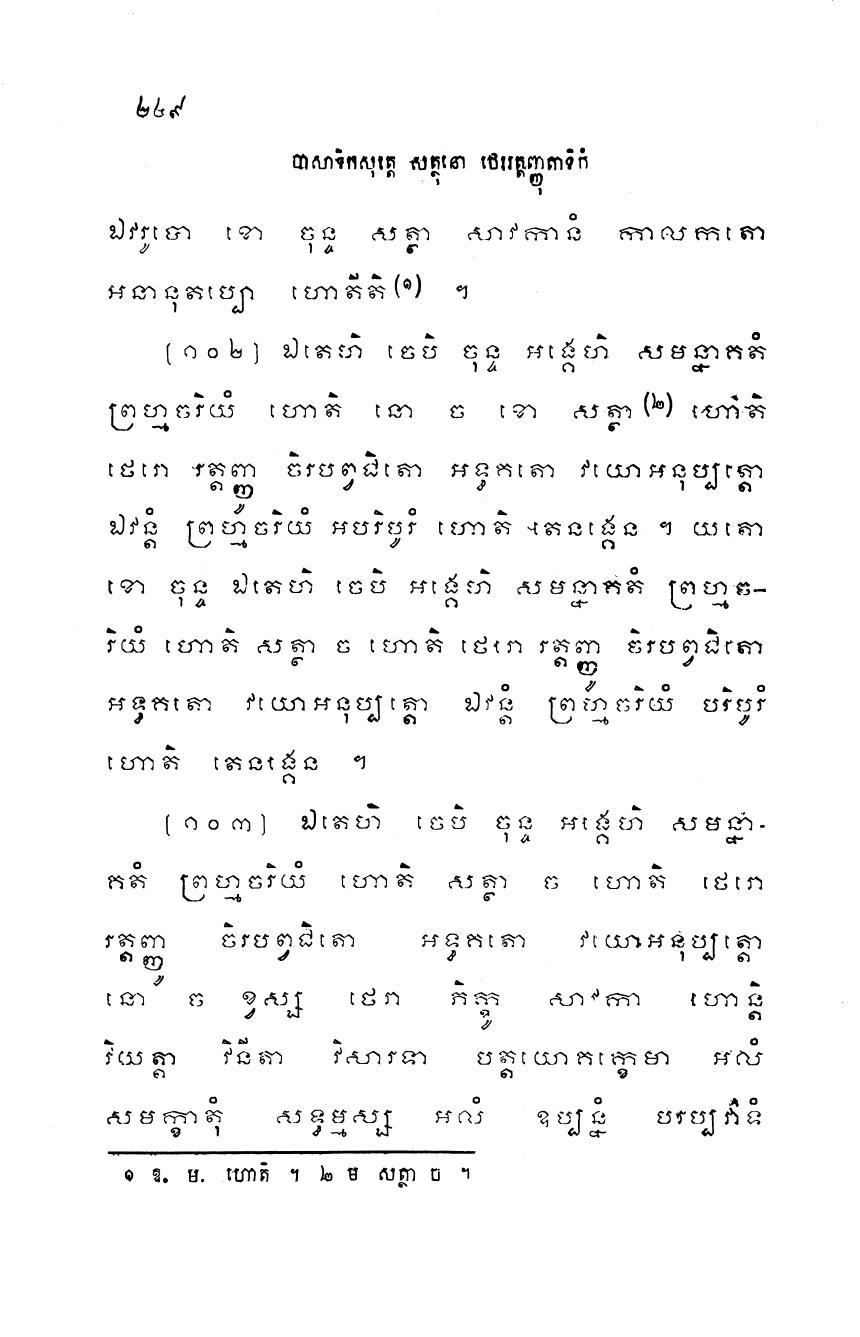 ២៤៩
បាសាទិកសុត្តេ សត្ថុនោ ថេររត្តញ្ញុតាទិកំ
ឯវរូបោ ខោ ចុន្ទ សត្ថា សាវកានំ កាលកតោ
អនានុតប្បោ ហោតីតិ(១) ។
[១០២] ឯតេហិ ចេបិ ចុន្ទ អង្គេហិ សមន្នាគតំ
ព្រហ្មចរិយំ ហោតិ នោ ច ខោ សត្ថា(២) ហោតិ
ថេរោ រត្តញ្ញូ ចិរបព្វជិតោ អទ្ធគតោ វយោអនុប្បត្តោ
ឯវន្តំ ព្រហ្មចរិយំ អបរិបូរំ ហោតិ តេនង្គេន ។ យតោ
ខោ ចុន្ទ ឯតេហិ ចេបិ អង្គេហិ សមន្នាគតំ ព្រហ្មច-
រិយំ ហោតិ សត្ថា ច ហោតិ ថេរោ រត្តញ្ញូ ចិរបព្វជិតោ
អទ្ធគតោ វយោអនុប្បត្តោ ឯវន្តំ ព្រហ្មចរិយំ បរិបូរំ
ហោតិ តេនង្គេន ។
[១០៣] ឯតេហិ ចេបិ ចុន្ទ អង្គេហិ សមន្នា-
គតំ ព្រហ្មចរិយំ ហោតិ សត្ថា ច ហោតិ ថេរោ
រត្តញ្ញូ ចិរបព្វជិតោ អទ្ធគតោ វយោអនុប្បត្តោ
នោ ច ខ្វស្ស ថេរា ភិក្ខូ សាវកា ហោន្តិ
វិយត្តា វិនីតា វិសារទា បត្តយោគក្ខេមា អលំ
សមក្ខាតុំ សទ្ធម្មស្ស អលំ ឧប្បន្នំ បរប្បវាទំ
១ ឱ. ម. ហោតិ ។ ២ ម សត្ថា ច ។